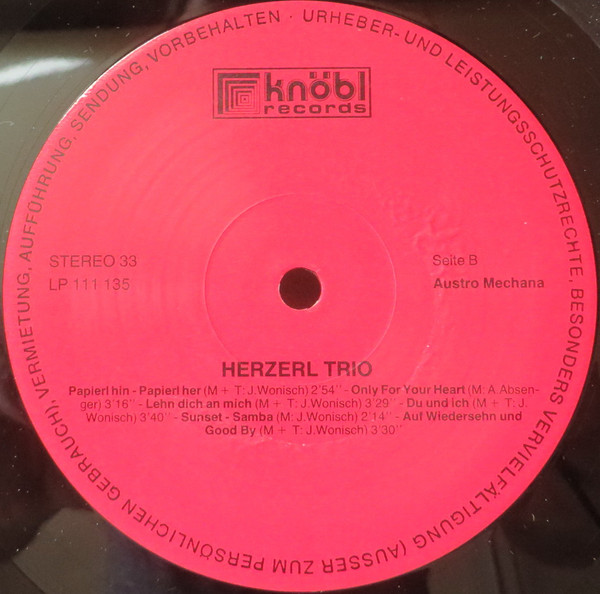 URHEBER- UND LEISTUNGSSCHUTZRECHTE, BESONDERS VERVIELFÄLTIGUNG (AUSSER ZUM PERSÖNLICHEN GEBRAUCH), VERMIETUNG, AUFFÜHRUNG, SENDUNG, VORBEHALTEN ·
knöbl
records
STEREO 33
LP 111 135
Seite B
Austro Mechana
HERZERL TRIO
Papierl hin - Papierl her (M + T: J.Wonisch) 2'54'' - Only For Your Heart (M: A.Absen-
ger) 3'16'' - Lehn dich an mich (M + T: J.Wonisch) 3'29'' - Du und ich (M + T: J.
Wonisch) 3'40'' - Sunset - Samba (M: J.Wonisch) 2'14'' - Auf Wiedersehn und
Good By (M + T: J.Wonisch) 3'30''